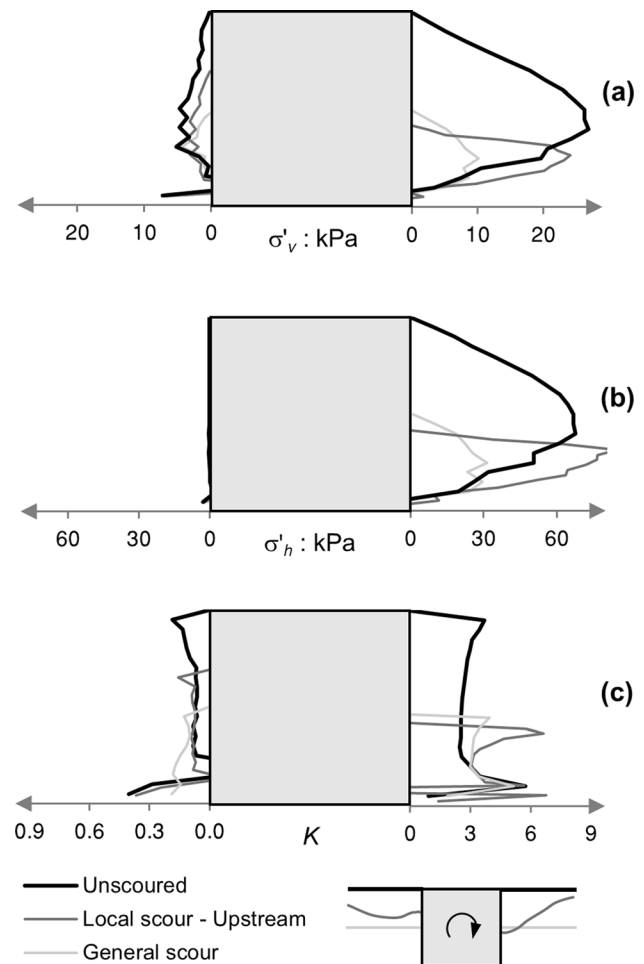 (a)
20 10 0 σ'v : kPa 0 10 20
(b)
60 30 0 σ'h : kPa 0 30 60
(c)
0.9 0.6 0.3 0.0 K 0 3 6 9
Unscoured
Local scour - Upstream
General scour